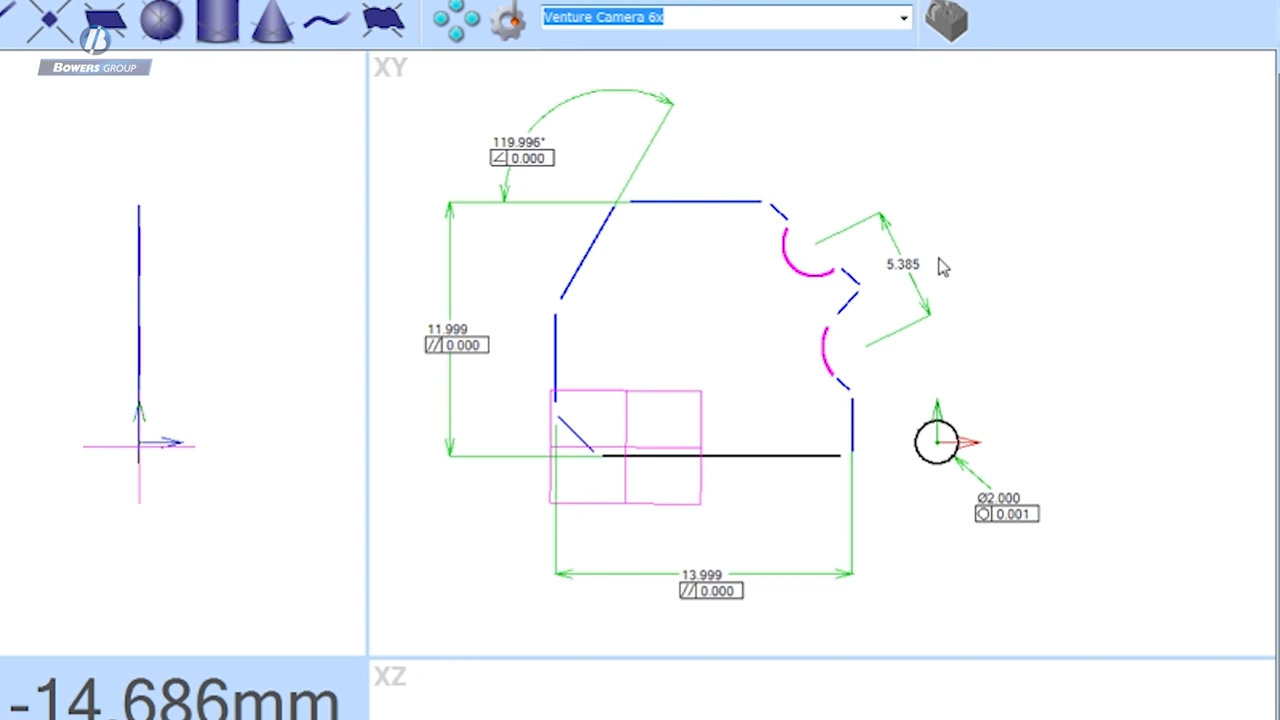 Venture Camera 6x
BOWERS GROUP
XY
119.996°
0.000
5.385
11.999
// 0.000
Ø2.000
0.001
13.999
// 0.000
XZ
-14.686mm